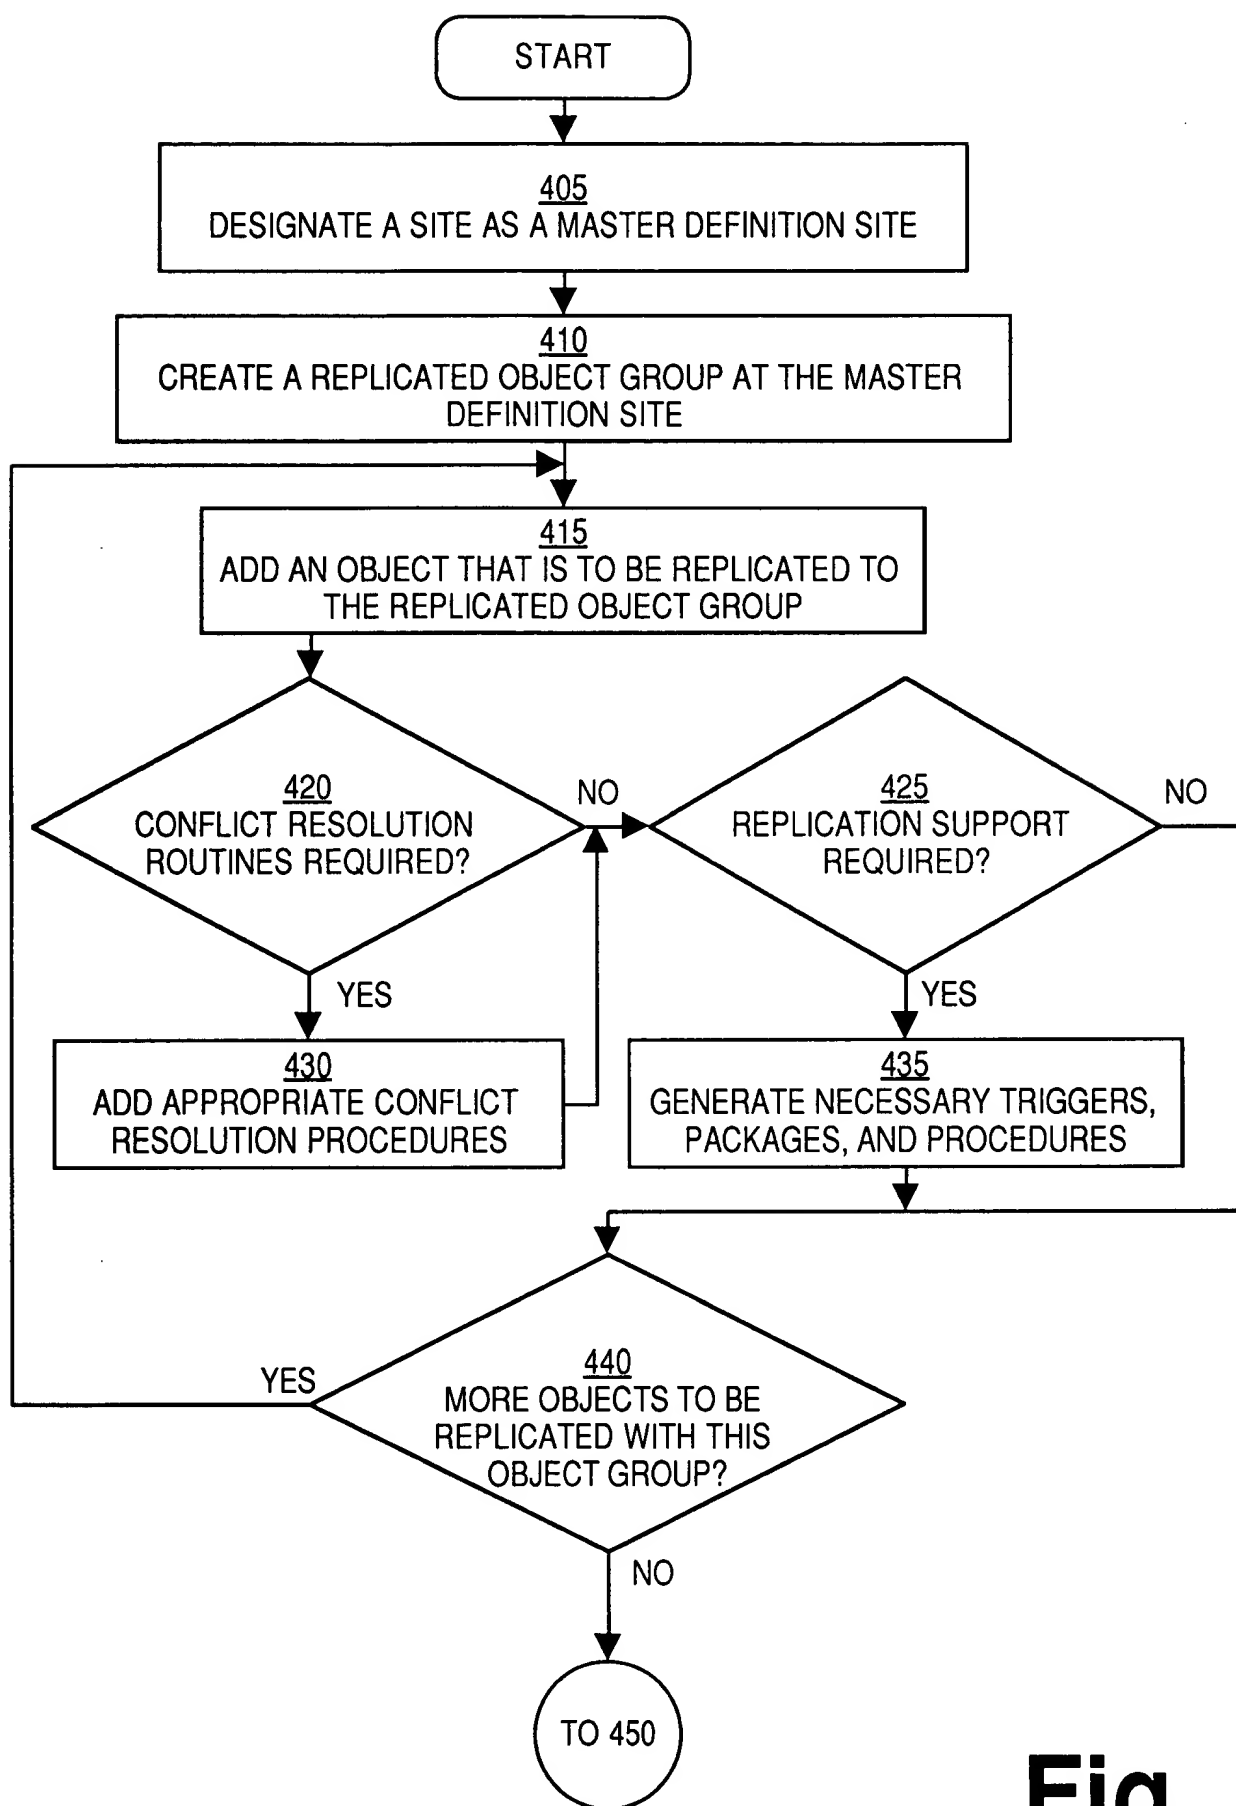 START
405
DESIGNATE A SITE AS A MASTER DEFINITION SITE
410
CREATE A REPLICATED OBJECT GROUP AT THE MASTER
DEFINITION SITE
415
ADD AN OBJECT THAT IS TO BE REPLICATED TO
THE REPLICATED OBJECT GROUP
420
CONFLICT RESOLUTION
ROUTINES REQUIRED?
NO
425
REPLICATION SUPPORT
REQUIRED?
NO
YES
YES
430
ADD APPROPRIATE CONFLICT
RESOLUTION PROCEDURES
435
GENERATE NECESSARY TRIGGERS,
PACKAGES, AND PROCEDURES
YES
440
MORE OBJECTS TO BE
REPLICATED WITH THIS
OBJECT GROUP?
NO
TO 450
Fig